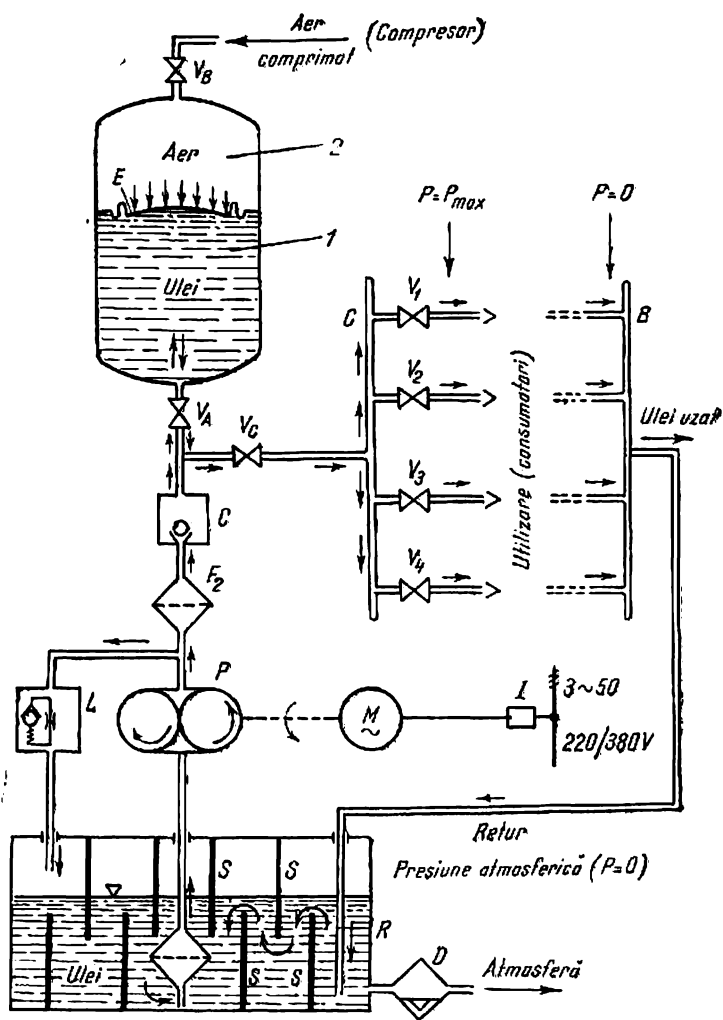 Aer (Compresor)
comprimat
V_B
Aer 2
E
1
Ulei
V_A
V_C
C
F_2
P
L
P=P_max P=0
C V_1 B
V_2
V_3
V_4
Utilizare (consumatori)
Ulei uzat
M
~
I
3~50
220/380V
Retur
Presiune atmosferică (P=0)
S S
S S
R
Ulei
D Atmosferă